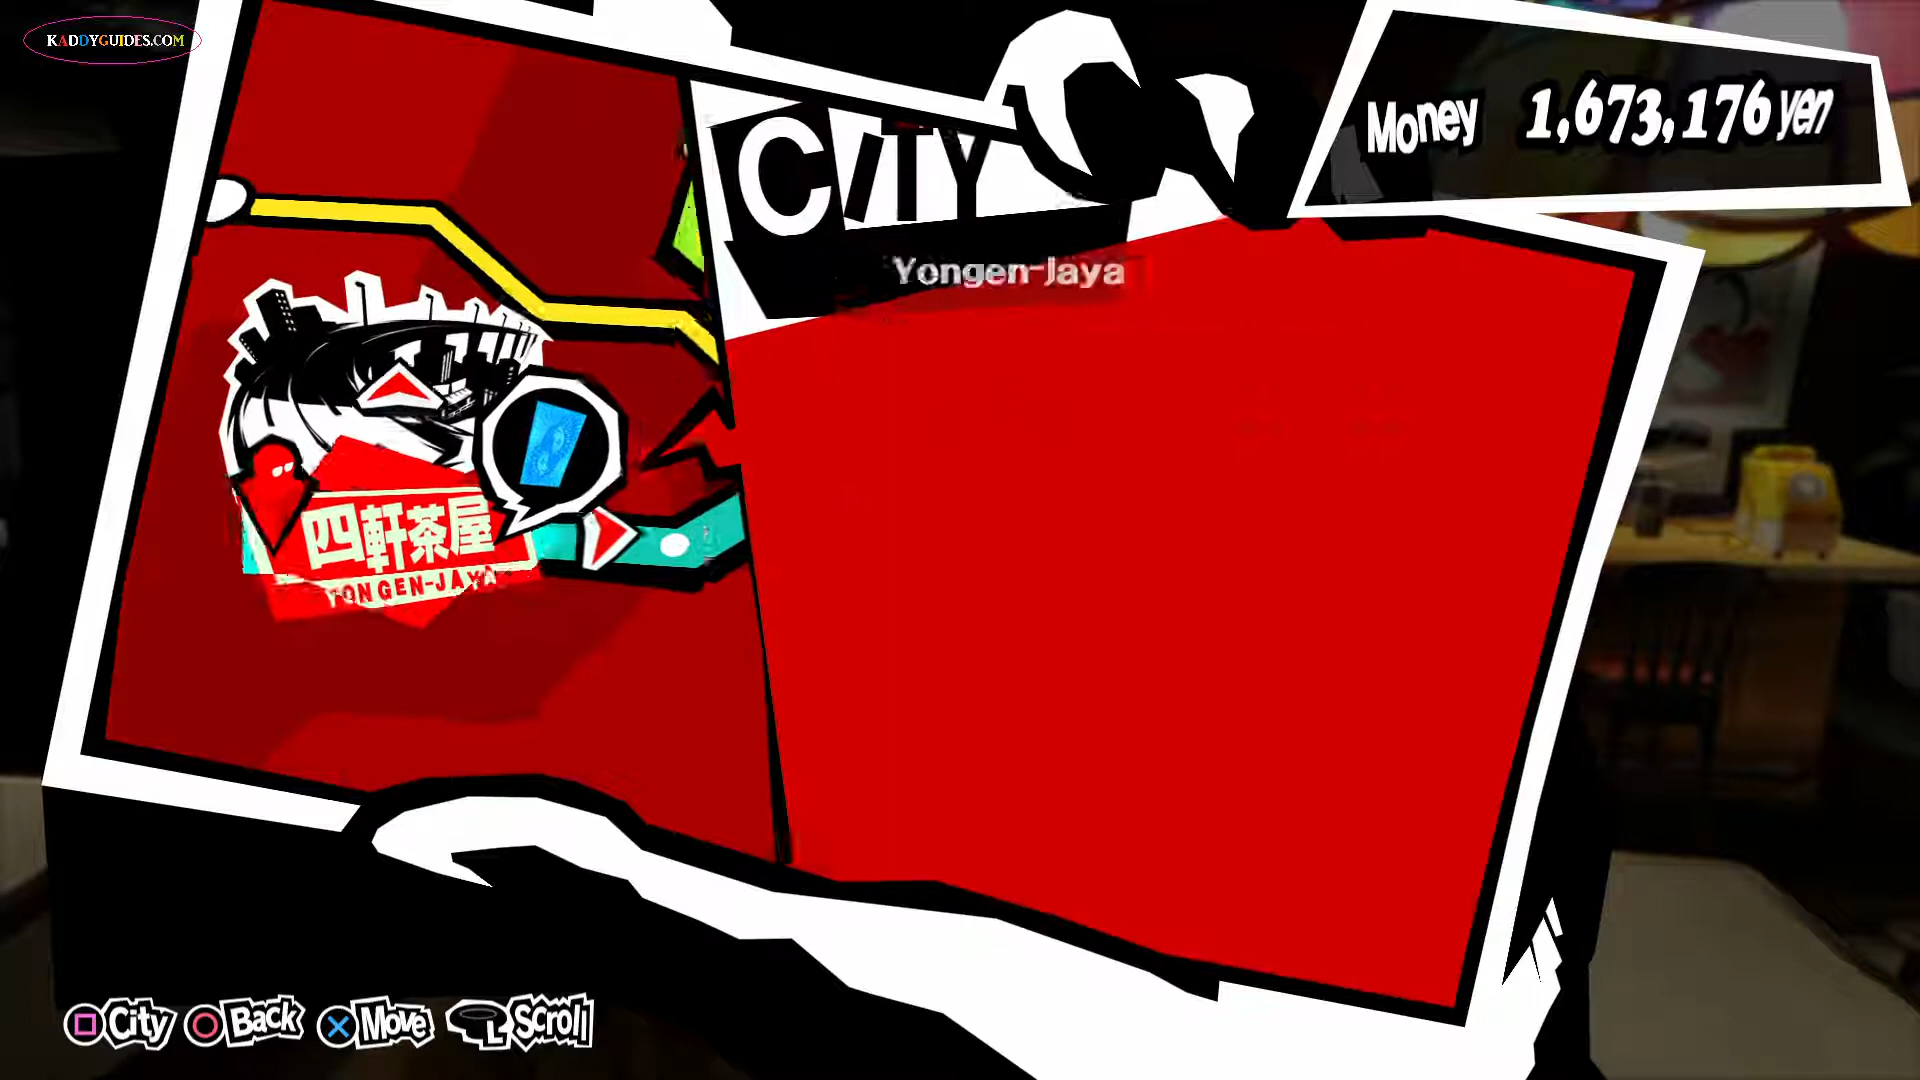 KADDYGUIDES.COM
Money 1,673,176 yen
CITY
Yongen-Jaya
四軒茶屋
YONGEN-JAYA
City Back Move L Scroll